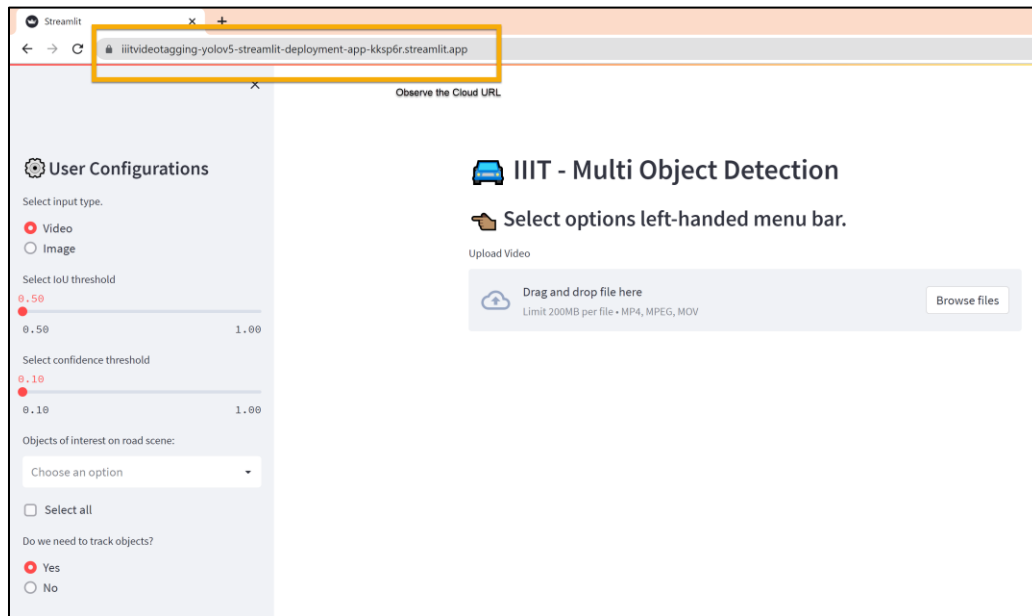 Streamlit
iiitvideotagging-yolov5-streamlit-deployment-app-kksp6r.streamlit.app
Observe the Cloud URL
User Configurations
Select input type.
Video
Image
Select IoU threshold
0.50
0.50 1.00
Select confidence threshold
0.10
0.10 1.00
Objects of interest on road scene:
Choose an option
Select all
Do we need to track objects?
Yes
No
IIIT - Multi Object Detection
Select options left-handed menu bar.
Upload Video
Drag and drop file here
Limit 200MB per file • MP4, MPEG, MOV
Browse files